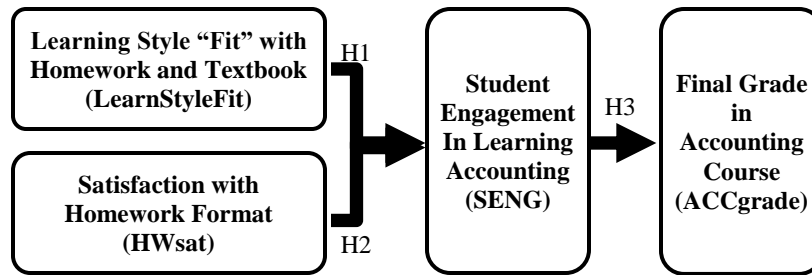 Learning Style “Fit” with
Homework and Textbook
(LearnStyleFit)
H1
Satisfaction with
Homework Format
(HWsat)
H2
Student
Engagement
In Learning
Accounting
(SENG)
H3
Final Grade
in
Accounting
Course
(ACCgrade)